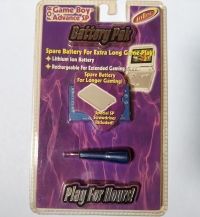 Game Boy
Advance SP
Battery Pak
Spare Battery For Extra Long Game Play
Lithium Ion Battery
Rechargeable For Extended Gaming
Spare Battery
For Longer Gaming!
Screwdriver
Play For Hours!